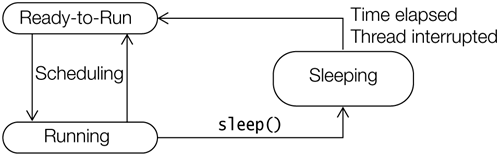 Ready-to-Run
Time elapsed
Thread interrupted
Scheduling
Sleeping
Running
sleep()